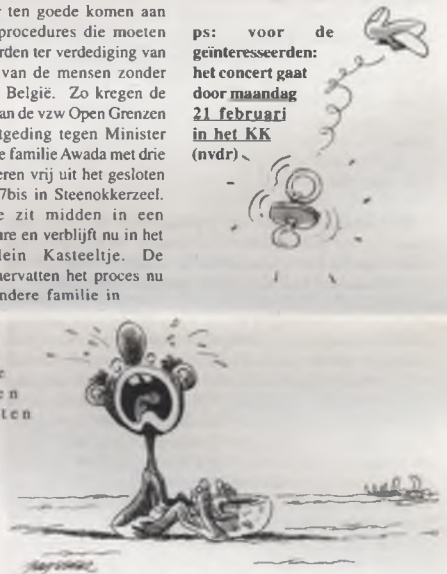 ten goede komen aan
procedures die moeten
rden ter verdediging van
van de mensen zonder
België. Zo kregen de
an de vzw Open Grenzen
tgeding tegen Minister
e familie Awada met drie
eren vrij uit het gesloten
7bis in Steenokkerzeel.
e zit midden in een
are en verblijft nu in het
lein Kasteeltje. De
nervatten het proces nu
ndere familie in
ps: voor de
geïnteresseerden:
het concert gaat
door maandag
21 februari
in het KK
(nvdr)
e
en
ten